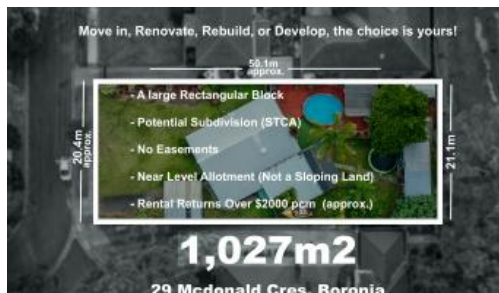 Move in, Renovate, Rebuild, or Develop, the choice is yours!
50.1m
approx.
- A large Rectangular Block
- Potential Subdivision (STCA)
- No Easements
- Near Level Allotment (Not a Sloping Land)
- Rental Returns Over $2000 pcm (approx.)
20.4m
approx.
21.1m
1,027m2
29 Mcdonald Cres, Boronia